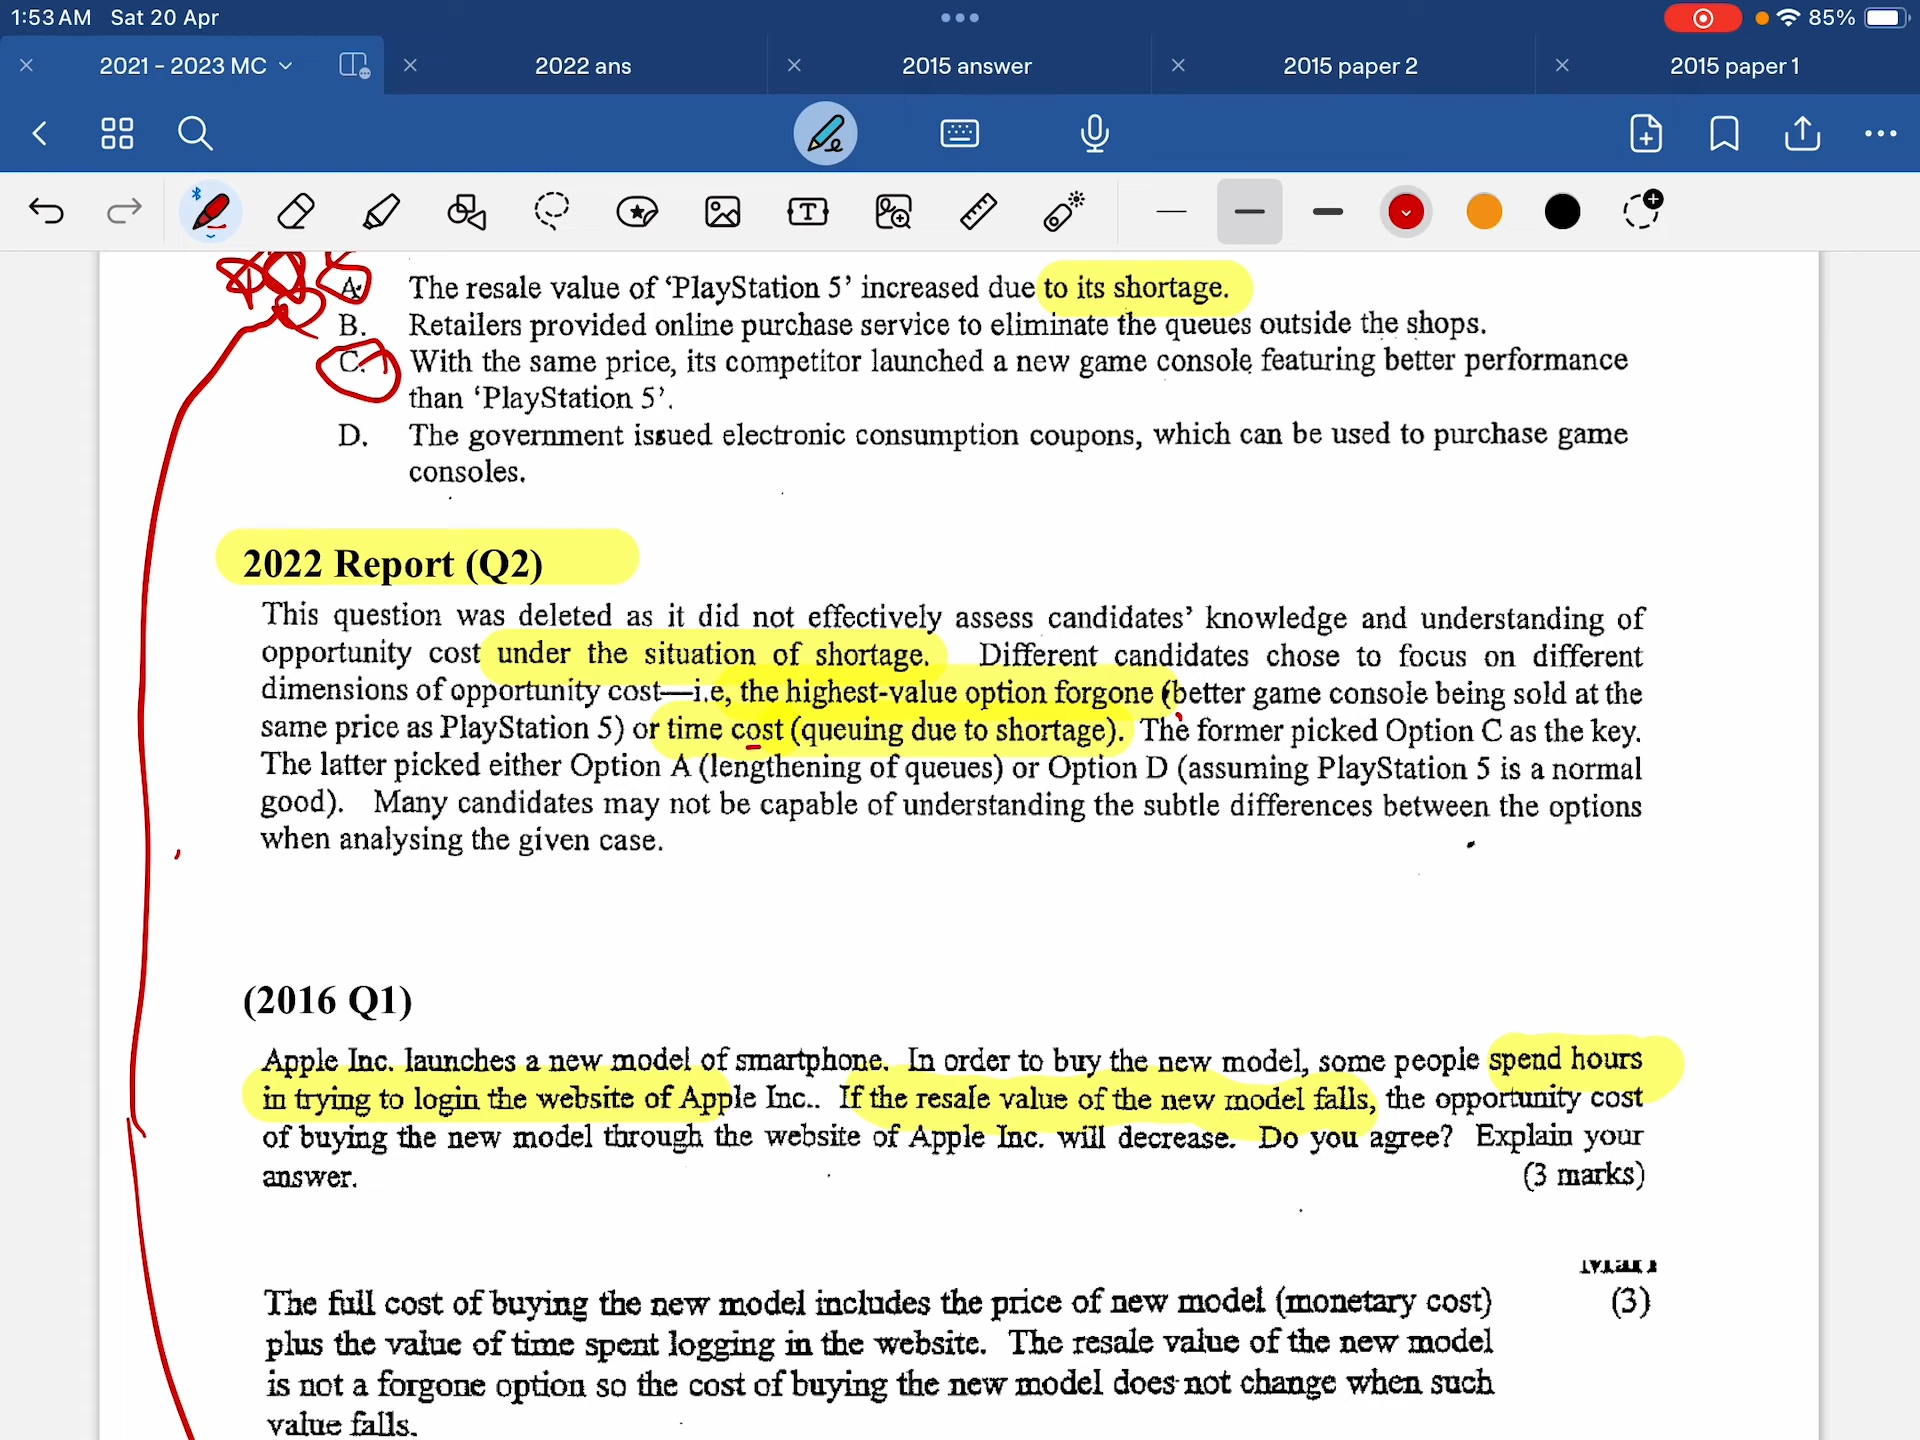 1:53 AM Sat 20 Apr
85%
2021 - 2023 MC
2022 ans
2015 answer
2015 paper 2
2015 paper 1
A. The resale value of ‘PlayStation 5’ increased due to its shortage.
B. Retailers provided online purchase service to eliminate the queues outside the shops.
C. With the same price, its competitor launched a new game console featuring better performance
than ‘PlayStation 5’.
D. The government issued electronic consumption coupons, which can be used to purchase game
consoles.
2022 Report (Q2)
This question was deleted as it did not effectively assess candidates’ knowledge and understanding of
opportunity cost under the situation of shortage. Different candidates chose to focus on different
dimensions of opportunity cost—i.e, the highest-value option forgone (better game console being sold at the
same price as PlayStation 5) or time cost (queuing due to shortage). The former picked Option C as the key.
The latter picked either Option A (lengthening of queues) or Option D (assuming PlayStation 5 is a normal
good). Many candidates may not be capable of understanding the subtle differences between the options
when analysing the given case.
(2016 Q1)
Apple Inc. launches a new model of smartphone. In order to buy the new model, some people spend hours
in trying to login the website of Apple Inc.. If the resale value of the new model falls, the opportunity cost
of buying the new model through the website of Apple Inc. will decrease. Do you agree? Explain your
answer.
(3 marks)
The full cost of buying the new model includes the price of new model (monetary cost)
(3)
plus the value of time spent logging in the website. The resale value of the new model
is not a forgone option so the cost of buying the new model does not change when such
value falls.